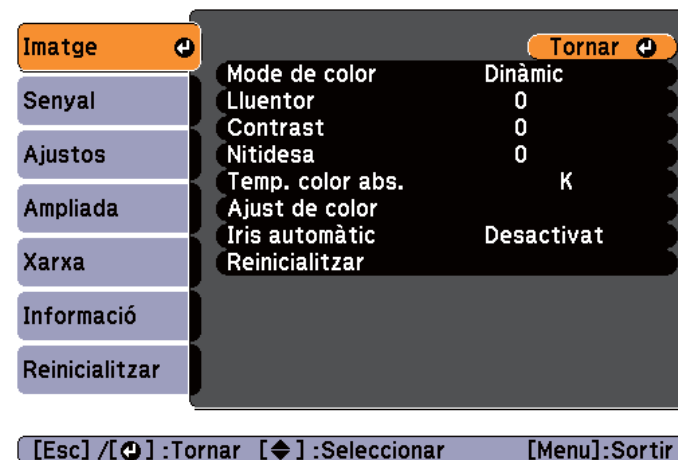 Imatge
Senyal
Ajustos
Ampliada
Xarxa
Informació
Reinicialitzar
Tornar
Mode de color Dinàmic
Lluentor 0
Contrast 0
Nitidesa 0
Temp. color abs. K
Ajust de color
Iris automàtic Desactivat
Reinicialitzar
[Esc] /[ ] :Tornar [ ] :Seleccionar [Menu]:Sortir